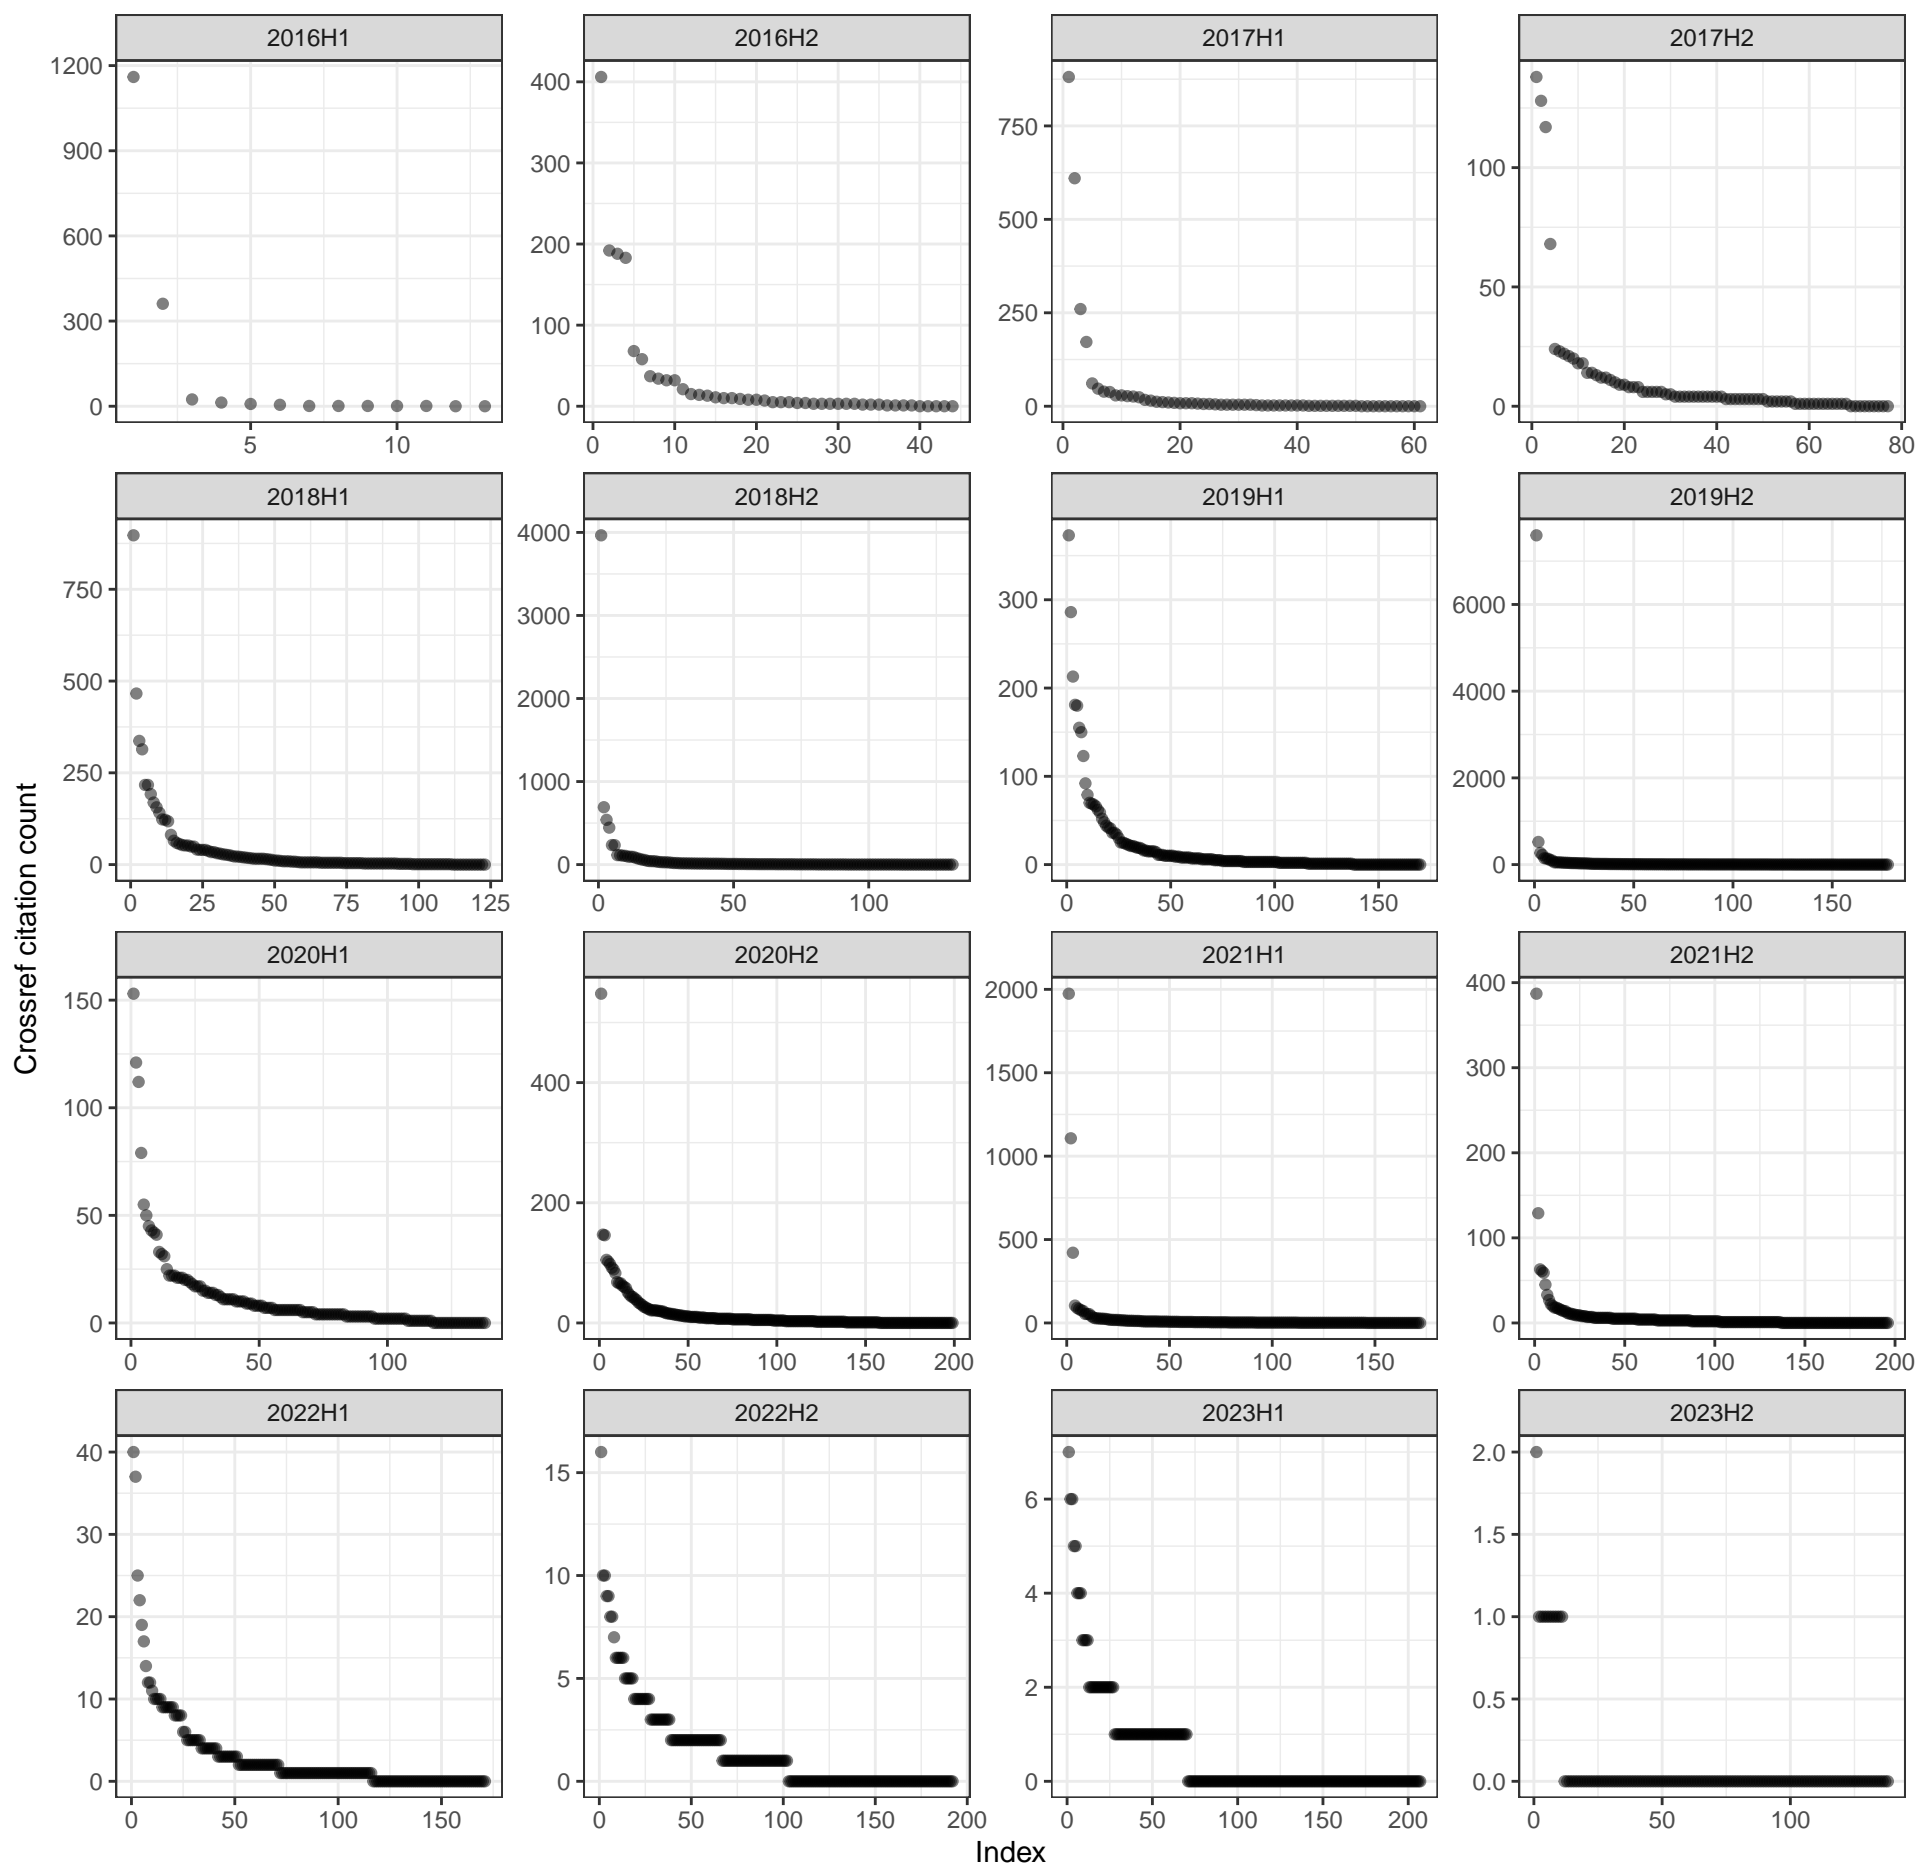 2016H1 2016H2 2017H1 2017H2
1200 900 600 300 0
400 300 200 100 0
750 500 250 0
100 50 0
5 10
0 10 20 30 40
0 20 40 60
0 20 40 60 80
2018H1 2018H2 2019H1 2019H2
750 500 250 0
4000 3000 2000 1000 0
300 200 100 0
6000 4000 2000 0
0 25 50 75 100 125
0 50 100
0 50 100 150
0 50 100 150
Crossref citation count
2020H1 2020H2 2021H1 2021H2
150 100 50 0
400 200 0
2000 1500 1000 500 0
400 300 200 100 0
0 50 100
0 50 100 150 200
0 50 100 150
0 50 100 150 200
2022H1 2022H2 2023H1 2023H2
40 30 20 10 0
15 10 5 0
6 4 2 0
2.0 1.5 1.0 0.5 0.0
0 50 100 150
0 50 100 150 200
0 50 100 150 200
0 50 100
Index